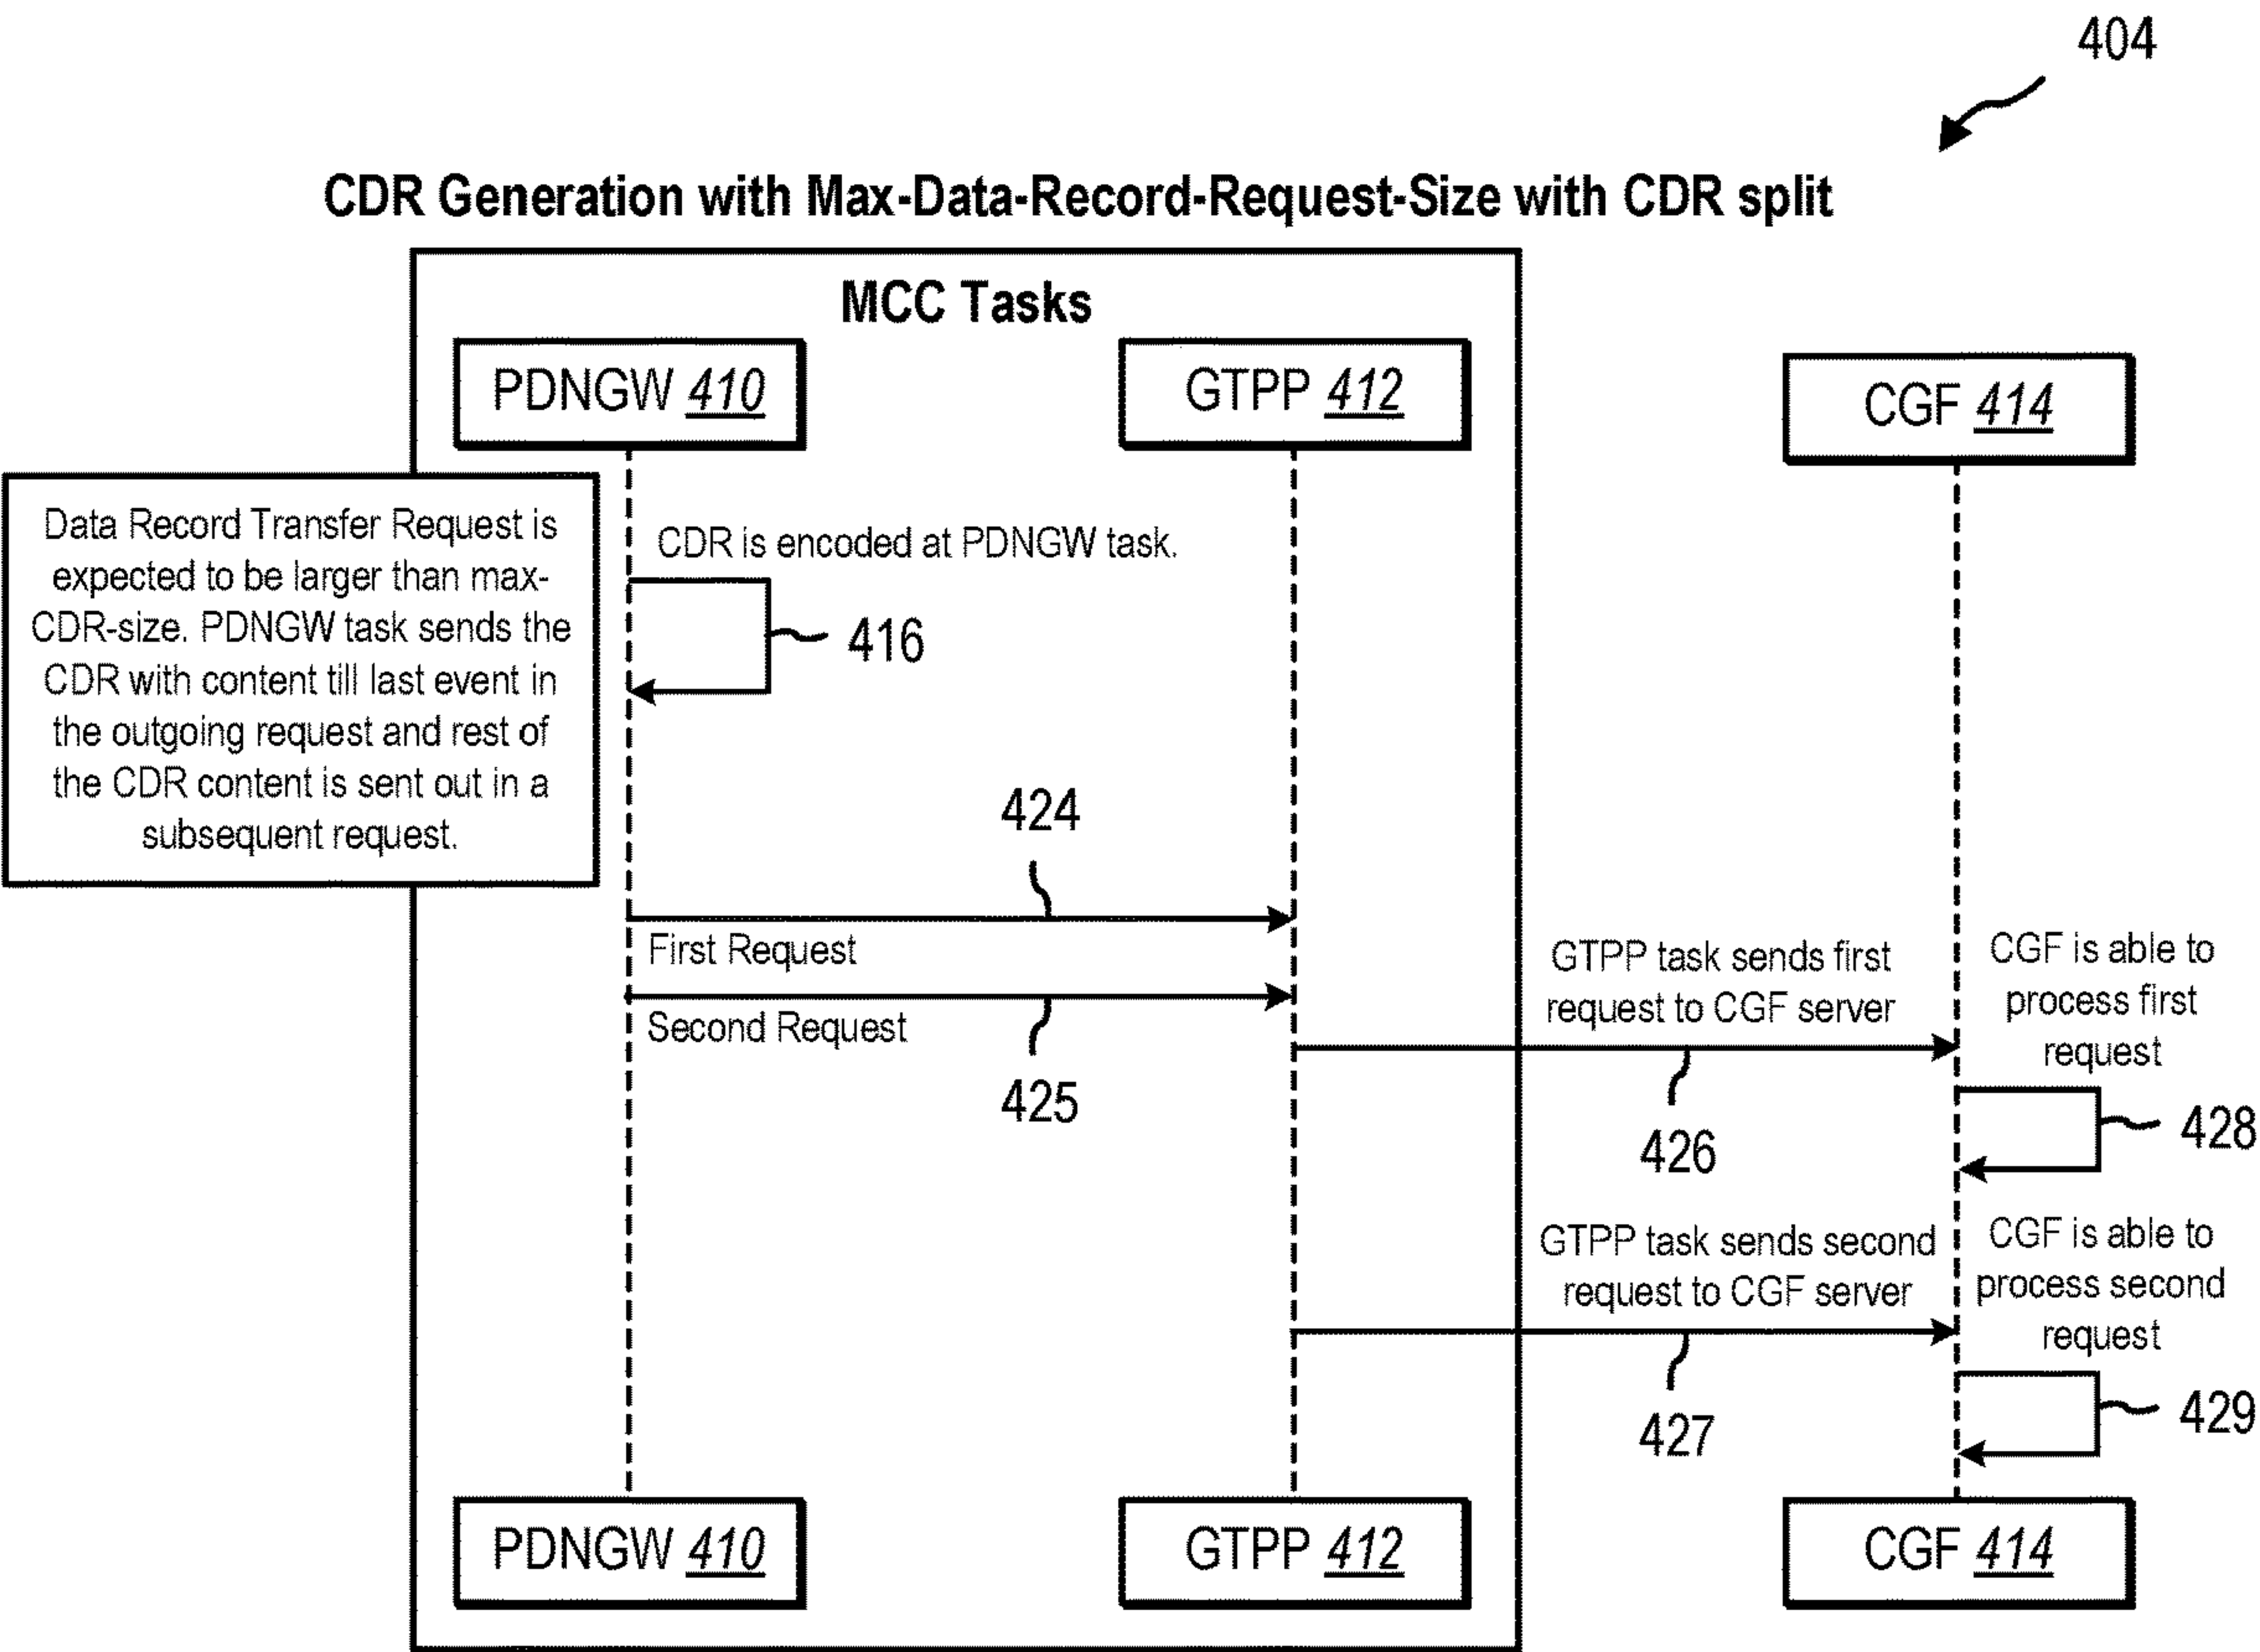 404
CDR Generation with Max-Data-Record-Request-Size with CDR split
MCC Tasks
PDNGW 410
GTPP 412
CGF 414
Data Record Transfer Request is
expected to be larger than max-
CDR-size. PDNGW task sends the
CDR with content till last event in
the outgoing request and rest of
the CDR content is sent out in a
subsequent request.
CDR is encoded at PDNGW task.
416
424
First Request
Second Request
425
GTPP task sends first
request to CGF server
426
CGF is able to
process first
request
428
GTPP task sends second
request to CGF server
427
CGF is able to
process second
request
429
PDNGW 410
GTPP 412
CGF 414